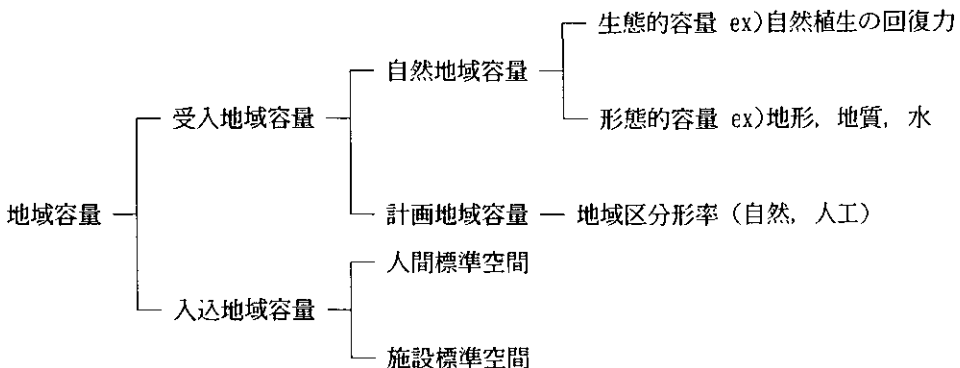 生態的容量 ex)自然植生の回復力
自然地域容量
受入地域容量
形態的容量 ex)地形, 地質, 水
地域容量
計画地域容量
地域区分形率（自然, 人工）
人間標準空間
入込地域容量
施設標準空間